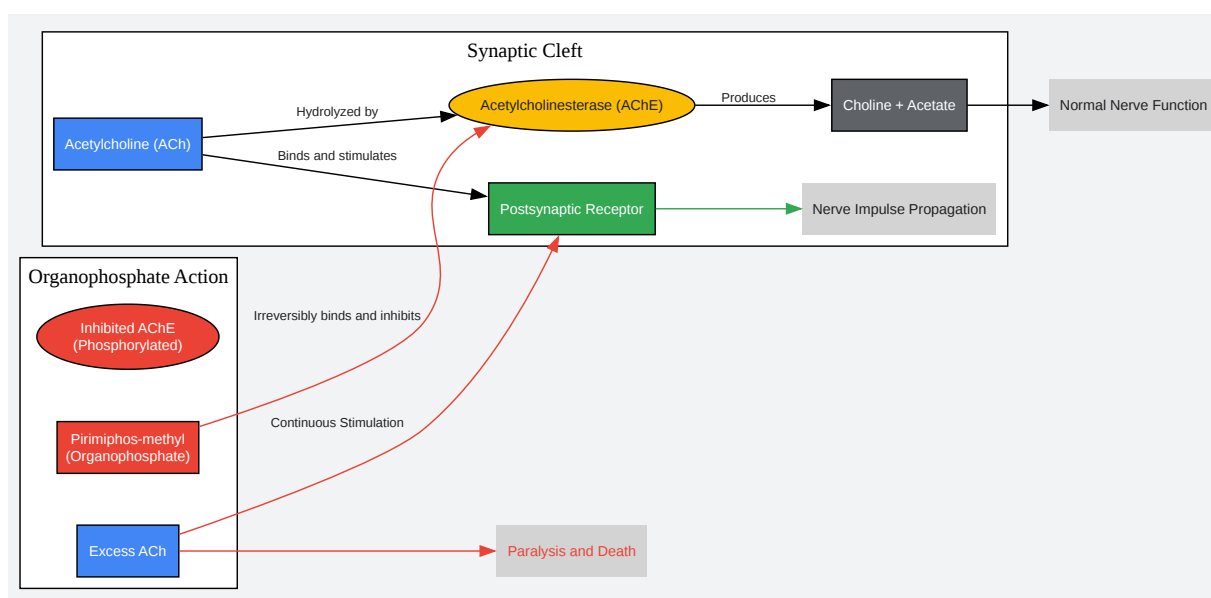 Synaptic Cleft
Acetylcholine (ACh)
Hydrolyzed by
Binds and stimulates
Acetylcholinesterase (AChE)
Produces
Choline + Acetate
Normal Nerve Function
Postsynaptic Receptor
Nerve Impulse Propagation
Organophosphate Action
Inhibited AChE
(Phosphorylated)
Irreversibly binds and inhibits
Pirimiphos-methyl
(Organophosphate)
Continuous Stimulation
Excess ACh
Paralysis and Death